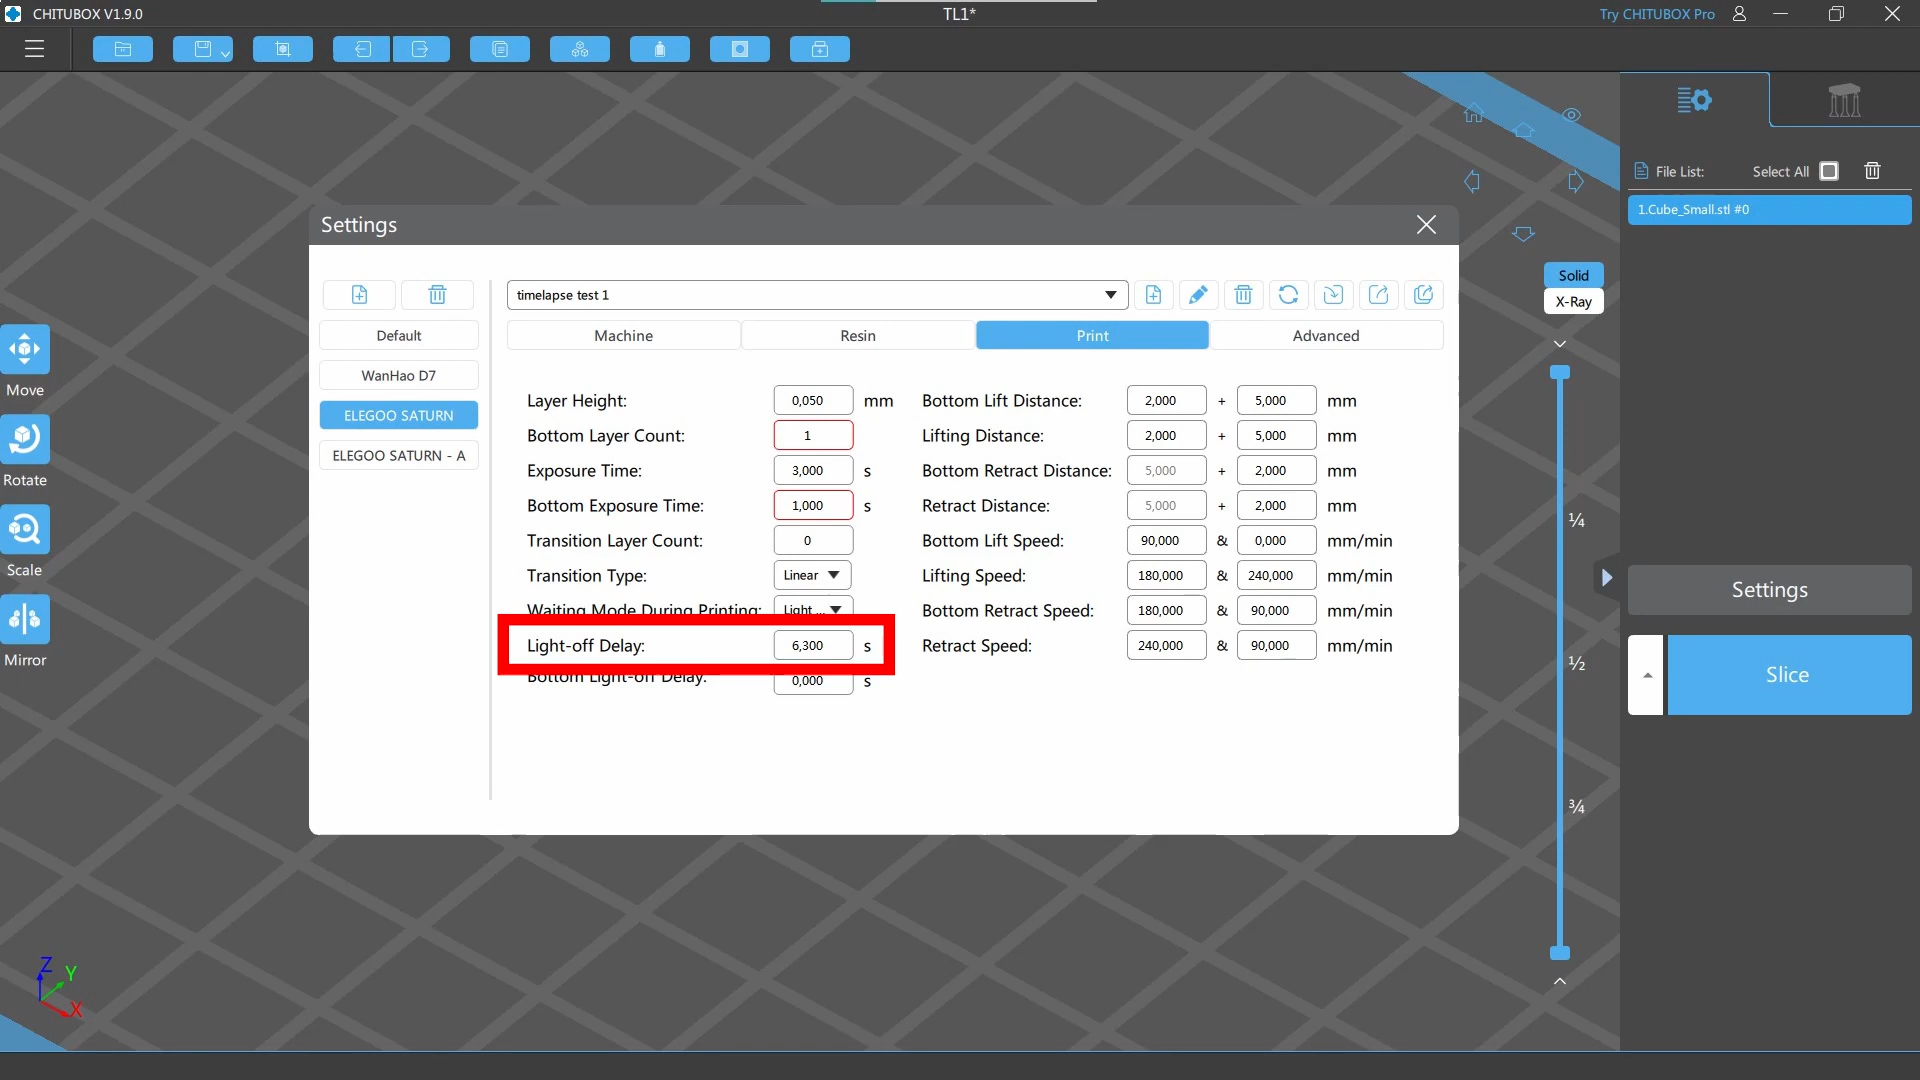 CHITUBOX V1.9.0
TL1*
Try CHITUBOX Pro
File List:
Select All
1.Cube_Small.stl #0
Settings
Solid
X-Ray
timelapse test 1
Default
WanHao D7
ELEGOO SATURN
ELEGOO SATURN - A
Machine
Resin
Print
Advanced
Layer Height: 0,050 mm
Bottom Layer Count: 1
Exposure Time: 3,000 s
Bottom Exposure Time: 1,000 s
Transition Layer Count: 0
Transition Type: Linear
Waiting Mode During Printing: Light ...
Light-off Delay: 6,300 s
Bottom Light-off Delay: 0,000 s
Bottom Lift Distance: 2,000 + 5,000 mm
Lifting Distance: 2,000 + 5,000 mm
Bottom Retract Distance: 5,000 + 2,000 mm
Retract Distance: 5,000 + 2,000 mm
Bottom Lift Speed: 90,000 & 0,000 mm/min
Lifting Speed: 180,000 & 240,000 mm/min
Bottom Retract Speed: 180,000 & 90,000 mm/min
Retract Speed: 240,000 & 90,000 mm/min
Move
Rotate
Scale
Mirror
¼
½
¾
Settings
Slice
Z
Y
X